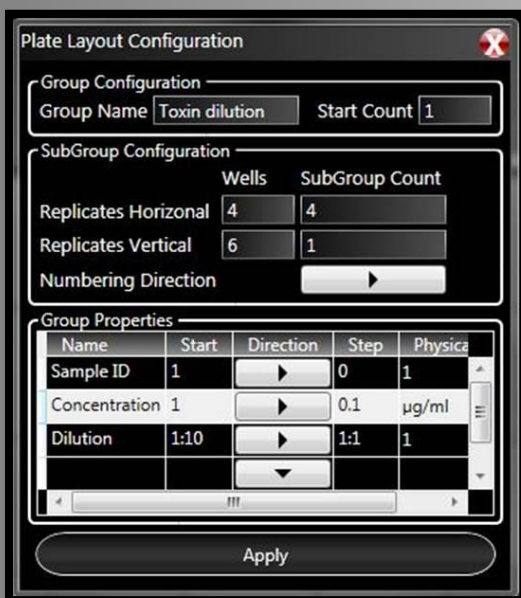 Plate Layout Configuration X
Group Configuration
Group Name Toxin dilution Start Count 1
SubGroup Configuration
Wells SubGroup Count
Replicates Horizonal 4 4
Replicates Vertical 6 1
Numbering Direction
Group Properties
Name Start Direction Step Physica
Sample ID 1 0 1
Concentration 1 0.1 µg/ml
Dilution 1:10 1:1 1
Apply